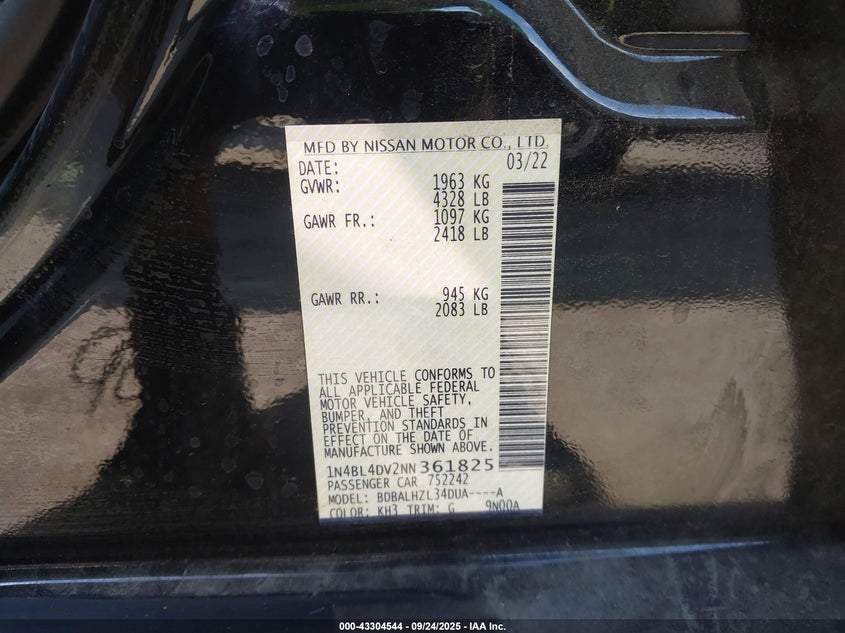 MFD BY NISSAN MOTOR CO., LTD.
DATE: 03/22
GVWR: 1963 KG
4328 LB
GAWR FR.: 1097 KG
2418 LB
GAWR RR.: 945 KG
2083 LB
THIS VEHICLE CONFORMS TO
ALL APPLICABLE FEDERAL
MOTOR VEHICLE SAFETY,
BUMPER, AND THEFT
PREVENTION STANDARDS IN
EFFECT ON THE DATE OF
MANUFACTURE SHOWN ABOVE.
1N4BL4DV2NN361825
PASSENGER CAR 752242
MODEL: BDBALHZL34DUA----A
COLOR: KH3 TRIM: G 9N00A
000-43304544 - 09/24/2025 - IAA Inc.